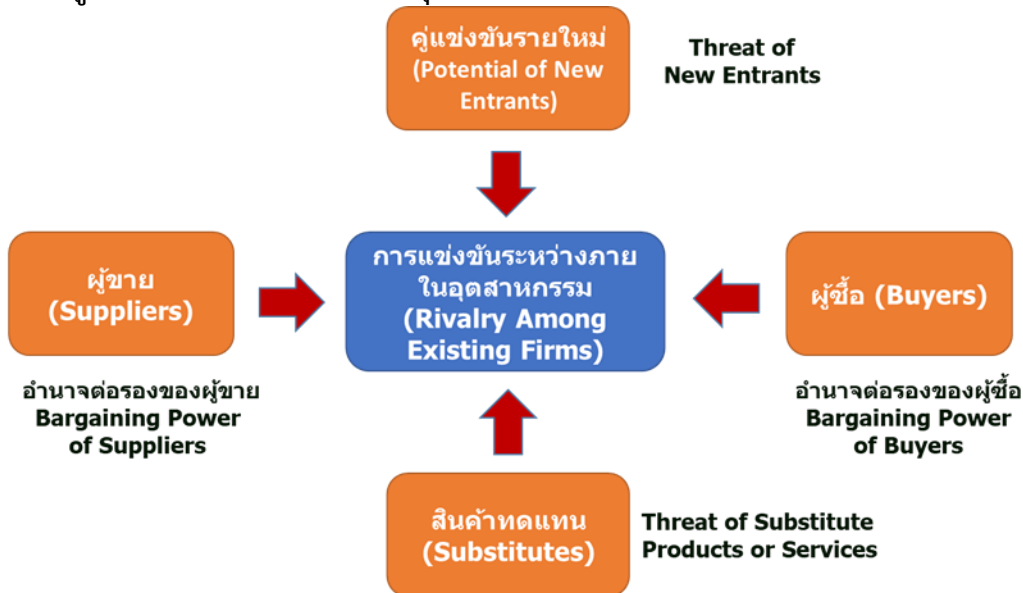 คู่แข่งขันรายใหม่
(Potential of New
Entrants)
Threat of
New Entrants
ผู้ขาย
(Suppliers)
การแข่งขันระหว่างภาย
ในอุตสาหกรรม
(Rivalry Among
Existing Firms)
ผู้ซื้อ (Buyers)
อำนาจต่อรองของผู้ขาย
Bargaining Power
of Suppliers
อำนาจต่อรองของผู้ซื้อ
Bargaining Power
of Buyers
สินค้าทดแทน
(Substitutes)
Threat of Substitute
Products or Services